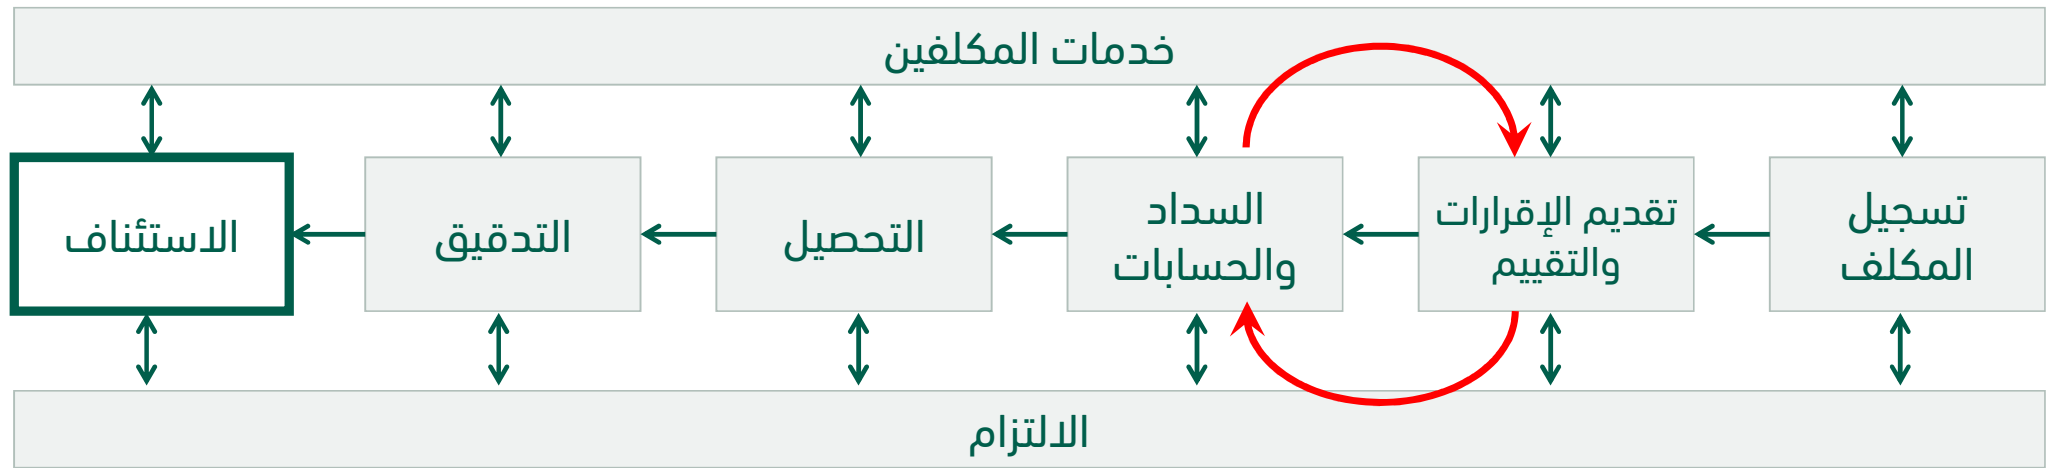 خدمات المكلفين
تسجيل
المكلف
تقديم الإقرارات
والتقييم
السداد
والحسابات
التحصيل
التدقيق
الاستئناف
الالتزام